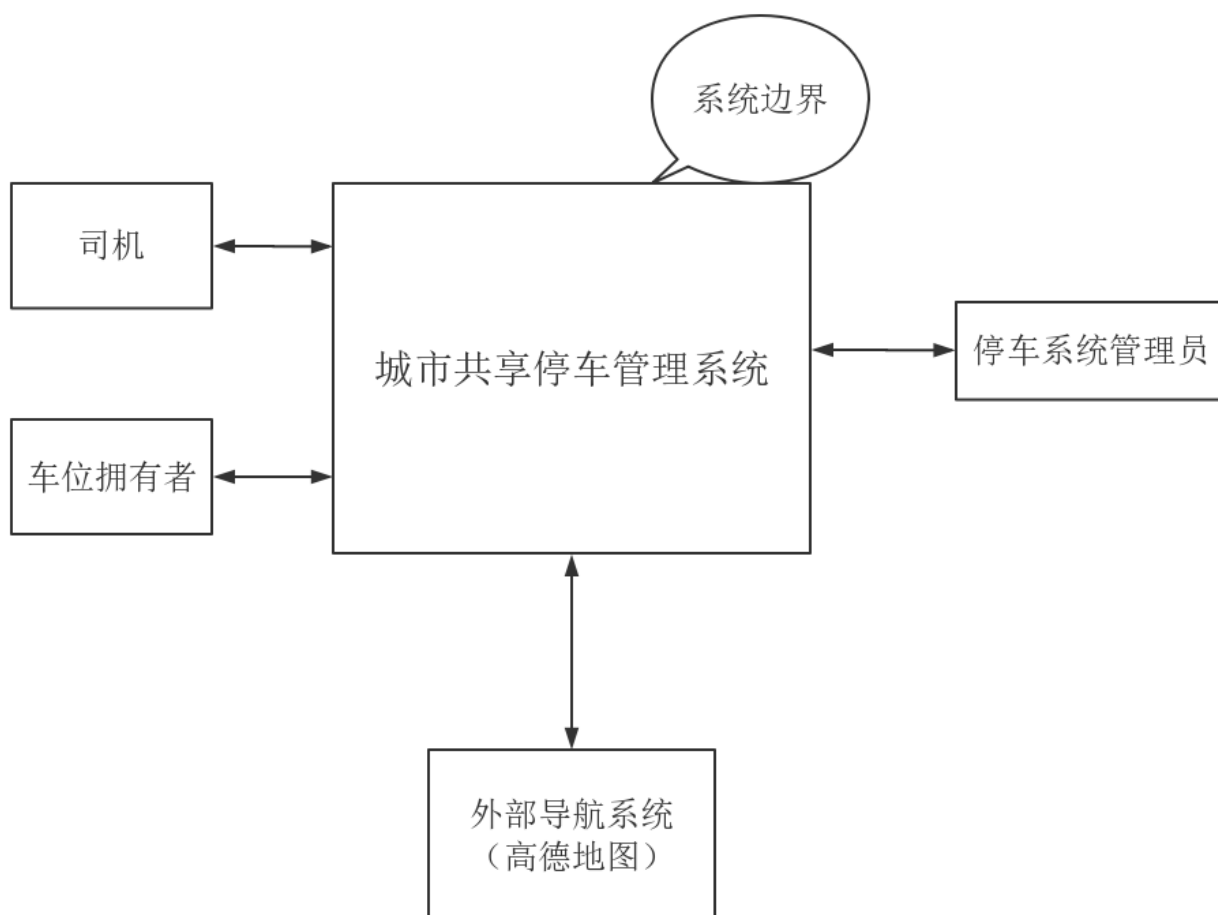 系统边界
司机
城市共享停车管理系统
停车系统管理员
车位拥有者
外部导航系统
（高德地图）